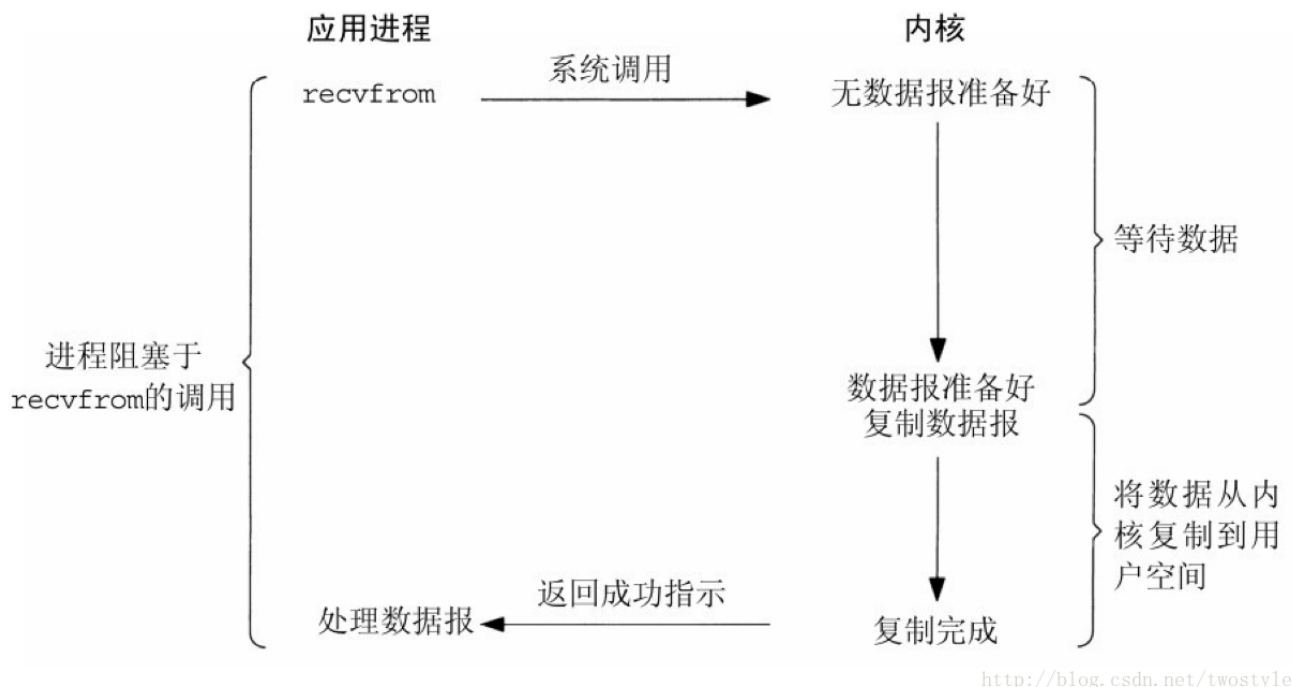 应用进程
内核
系统调用
recvfrom
无数据报准备好
等待数据
进程阻塞于
recvfrom的调用
数据报准备好
复制数据报
将数据从内
核复制到用
户空间
返回成功指示
处理数据报
复制完成
http://blog.csdn.net/twostyle